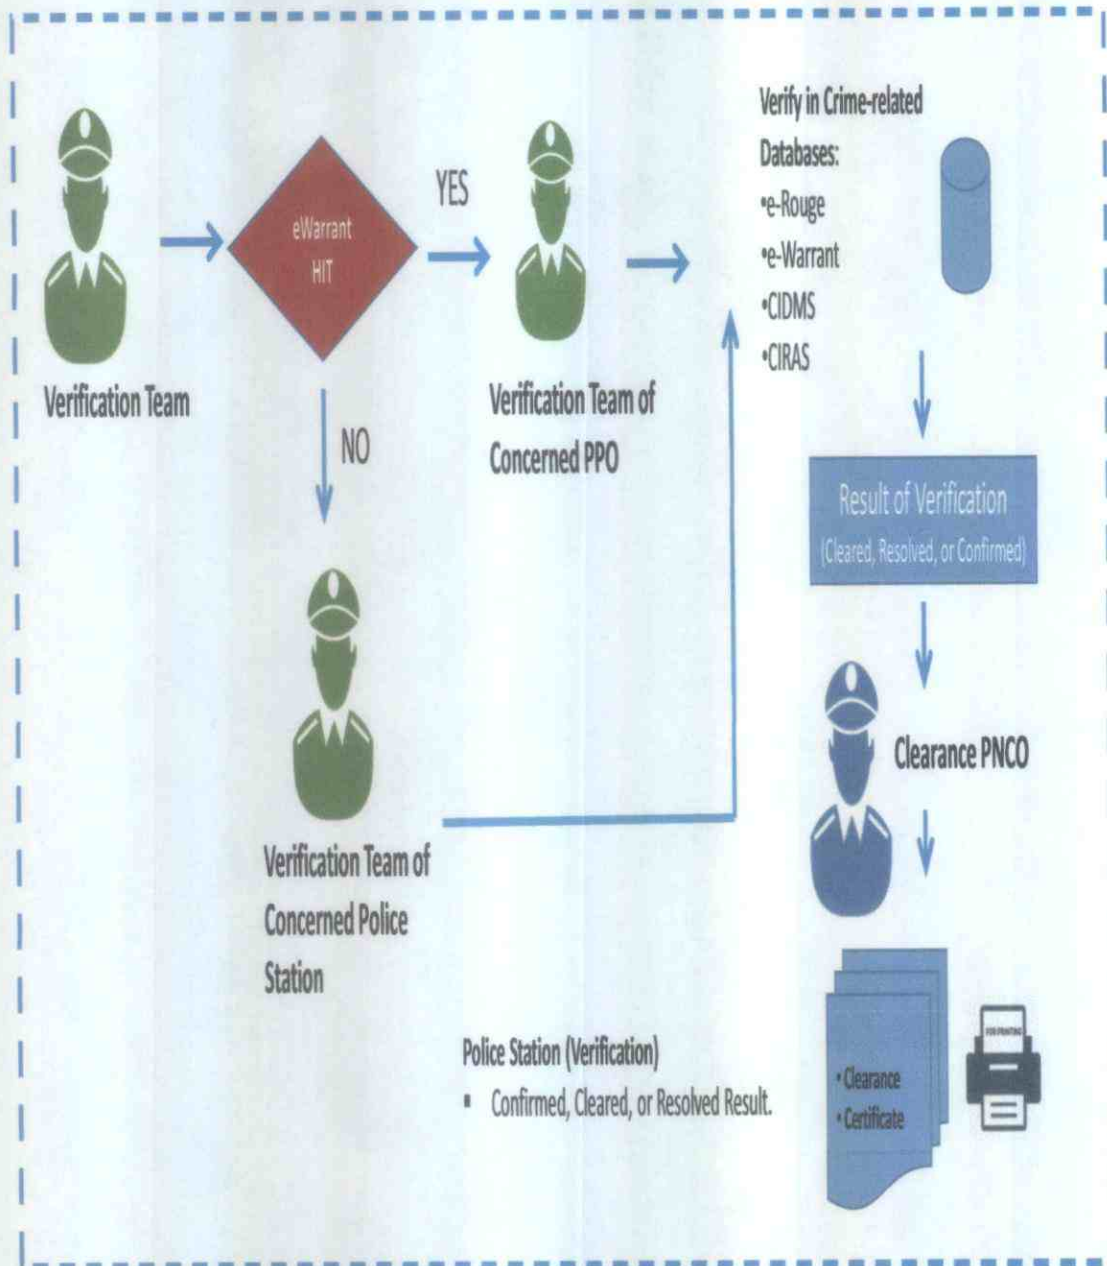 Verification Team
eWarrant
HIT
YES
NO
Verification Team of
Concerned PPO
Verification Team of
Concerned Police
Station
Verify in Crime-related
Databases:
•e-Rouge
•e-Warrant
•CIDMS
•CIRAS
Result of Verification
(Cleared, Resolved, or Confirmed)
Clearance PNCO
• Clearance
• Certificate
FOR PRINTING
Police Station (Verification)
▪ Confirmed, Cleared, or Resolved Result.